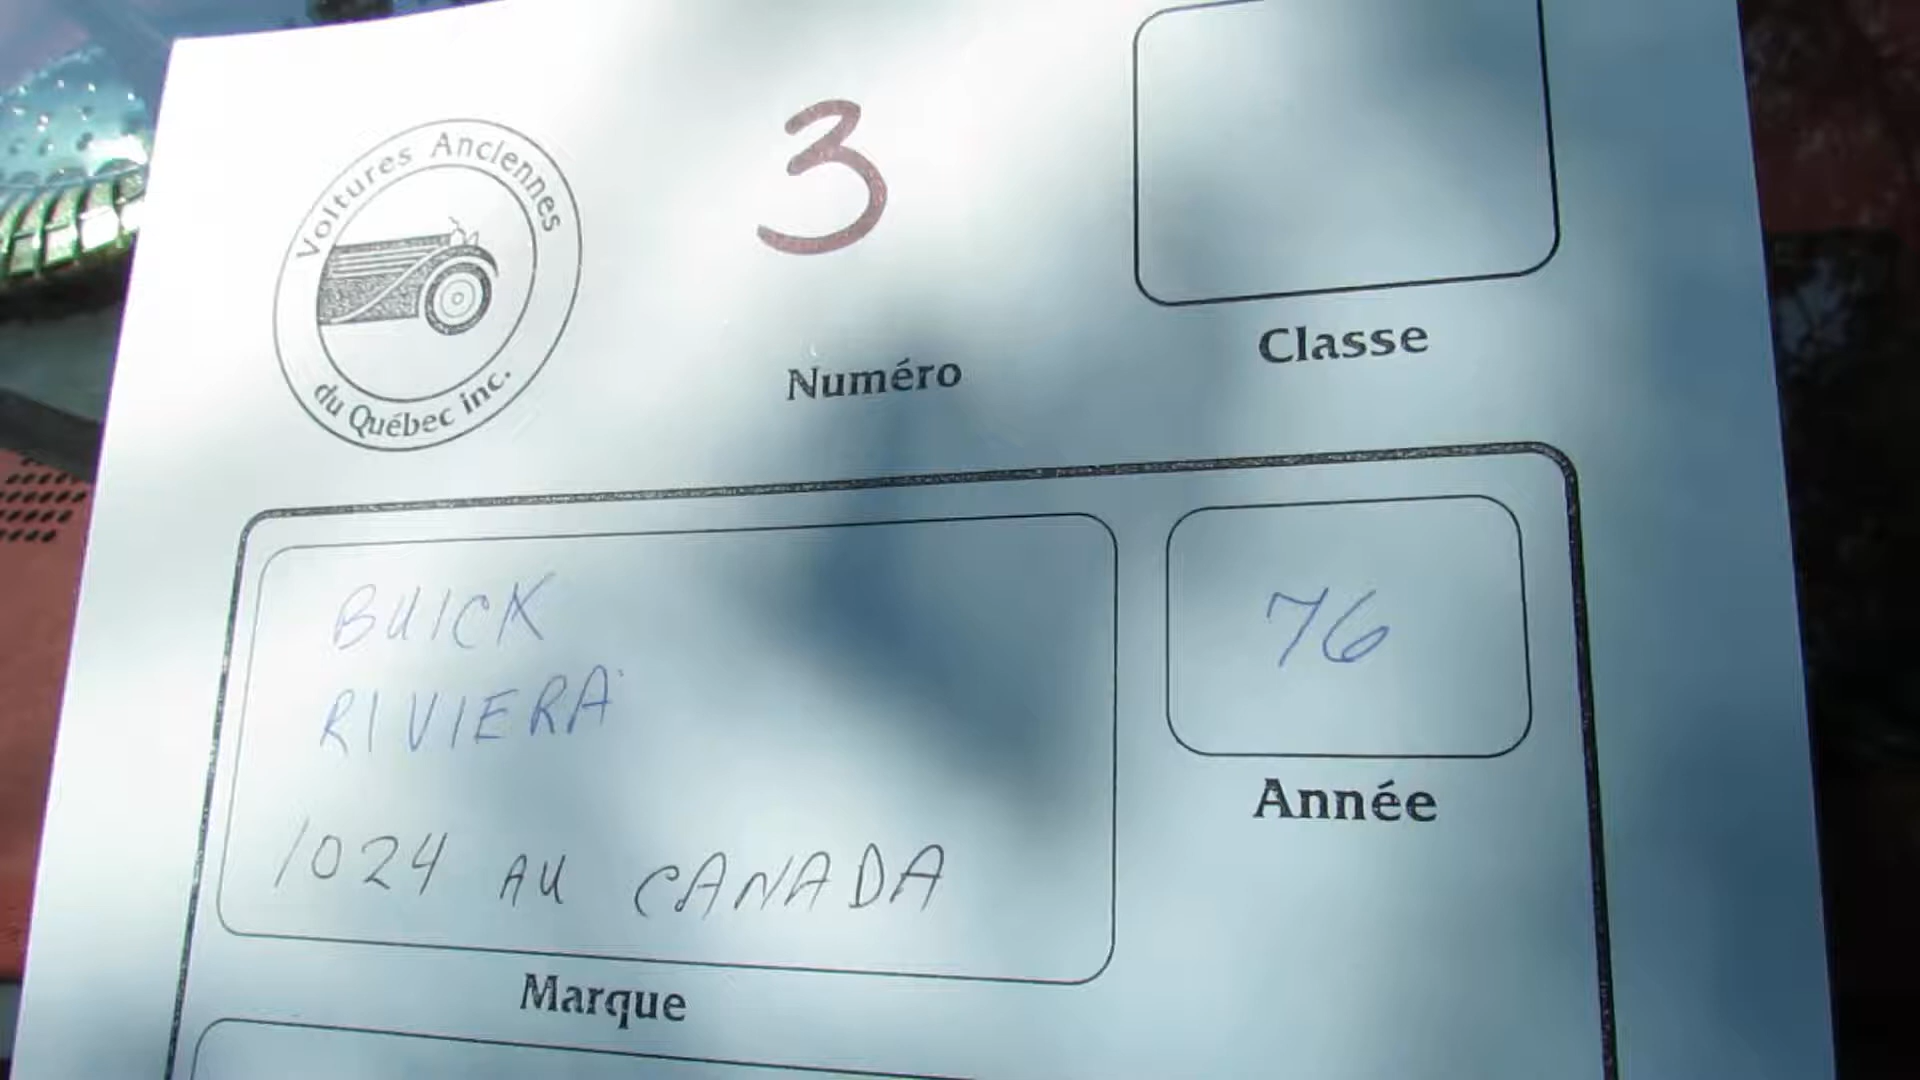 Voitures Anciennes
du Québec inc.
3
Numéro
Classe
BUICK
RIVIERA
1024 AU CANADA
Marque
76
Année